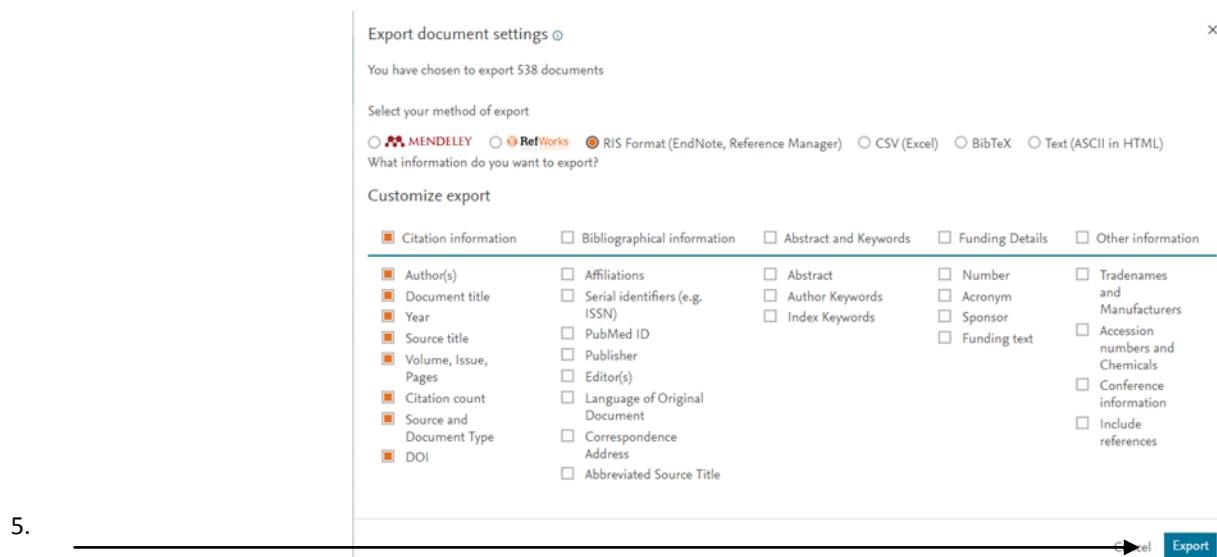 Export document settings
×
You have chosen to export 538 documents
Select your method of export
MENDELEY RefWorks RIS Format (EndNote, Reference Manager) CSV (Excel) BibTeX Text (ASCII in HTML)
What information do you want to export?
Customize export
Citation information Bibliographical information Abstract and Keywords Funding Details Other information
Author(s)
Document title
Year
Source title
Volume, Issue,
Pages
Citation count
Source and
Document Type
DOI
Affiliations
Serial identifiers (e.g.
ISSN)
PubMed ID
Publisher
Editor(s)
Language of Original
Document
Correspondence
Address
Abbreviated Source Title
Abstract
Author Keywords
Index Keywords
Number
Acronym
Sponsor
Funding text
Tradenames
and
Manufacturers
Accession
numbers and
Chemicals
Conference
information
Include
references
5.
Export